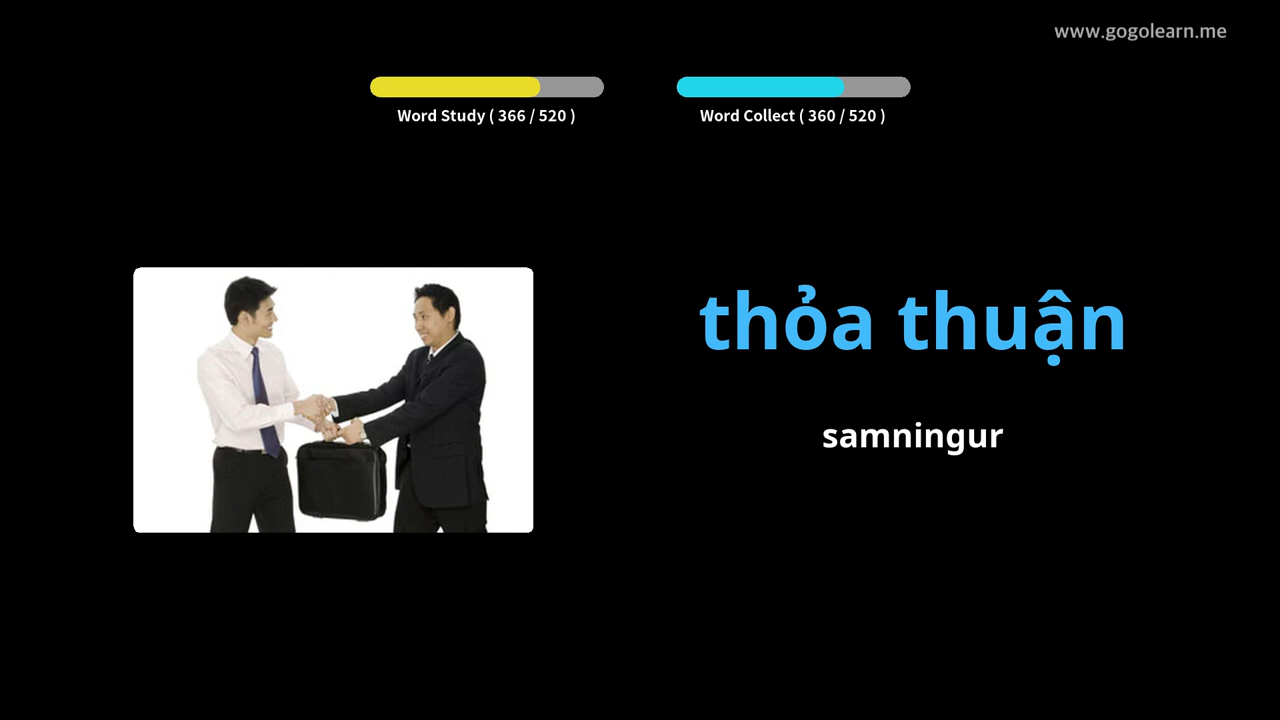 www.gogolearn.me
Word Study ( 366 / 520 )
Word Collect ( 360 / 520 )
thỏa thuận
samningur